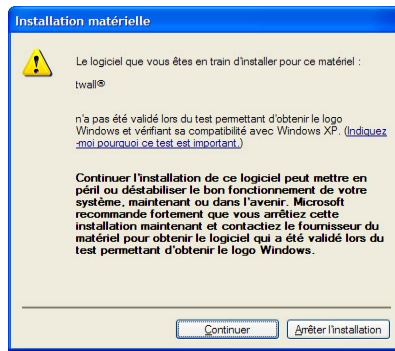 Installation matérielle
Le logiciel que vous êtes en train d'installer pour ce matériel :
twall®
n'a pas été validé lors du test permettant d'obtenir le logo
Windows et vérifiant sa compatibilité avec Windows XP. (Indiquez
-moi pourquoi ce test est important.)
Continuer l'installation de ce logiciel peut mettre en
péril ou déstabiliser le bon fonctionnement de votre
système, maintenant ou dans l'avenir. Microsoft
recommande fortement que vous arrêtiez cette
installation maintenant et contactiez le fournisseur du
matériel pour obtenir le logiciel qui a été validé lors du
test permettant d'obtenir le logo Windows.
Continuer
Arrêter l'installation